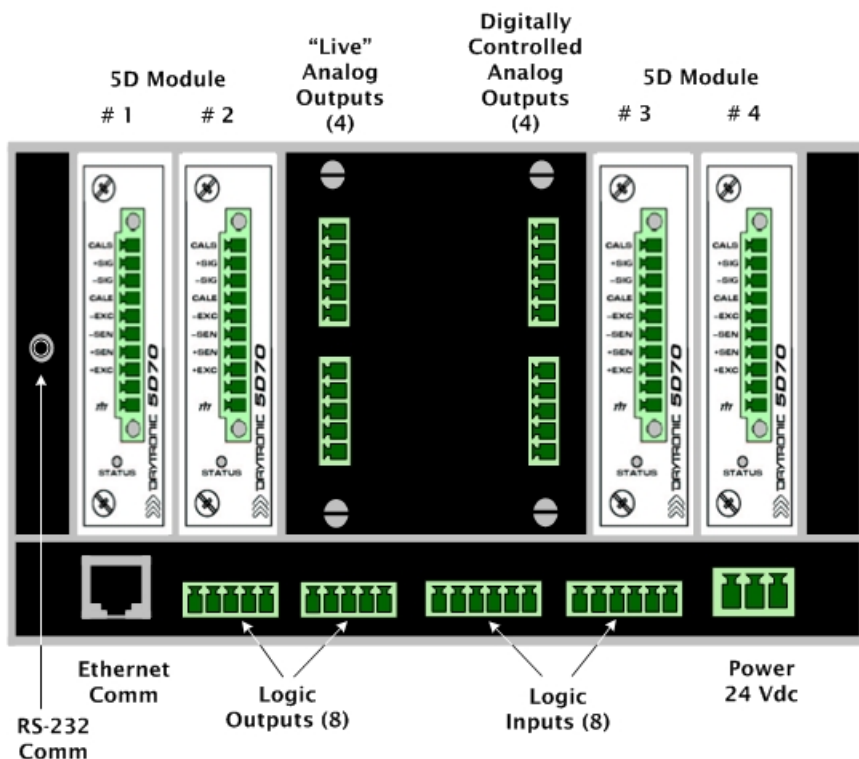 “Live”
Analog
Outputs
(4)
Digitally
Controlled
Analog
Outputs
(4)
5D Module
# 1 # 2
5D Module
# 3 # 4
CALS
+SIG
-SIG
CALE
-EXC
-SEN
+SEN
+EXC
STATUS
DAYTRONIC 5D70
CALS
+SIG
-SIG
CALE
-EXC
-SEN
+SEN
+EXC
STATUS
DAYTRONIC 5D70
CALS
+SIG
-SIG
CALE
-EXC
-SEN
+SEN
+EXC
STATUS
DAYTRONIC 5D70
CALS
+SIG
-SIG
CALE
-EXC
-SEN
+SEN
+EXC
STATUS
DAYTRONIC 5D70
Ethernet
Comm
Logic
Outputs (8)
Logic
Inputs (8)
Power
24 Vdc
RS-232
Comm